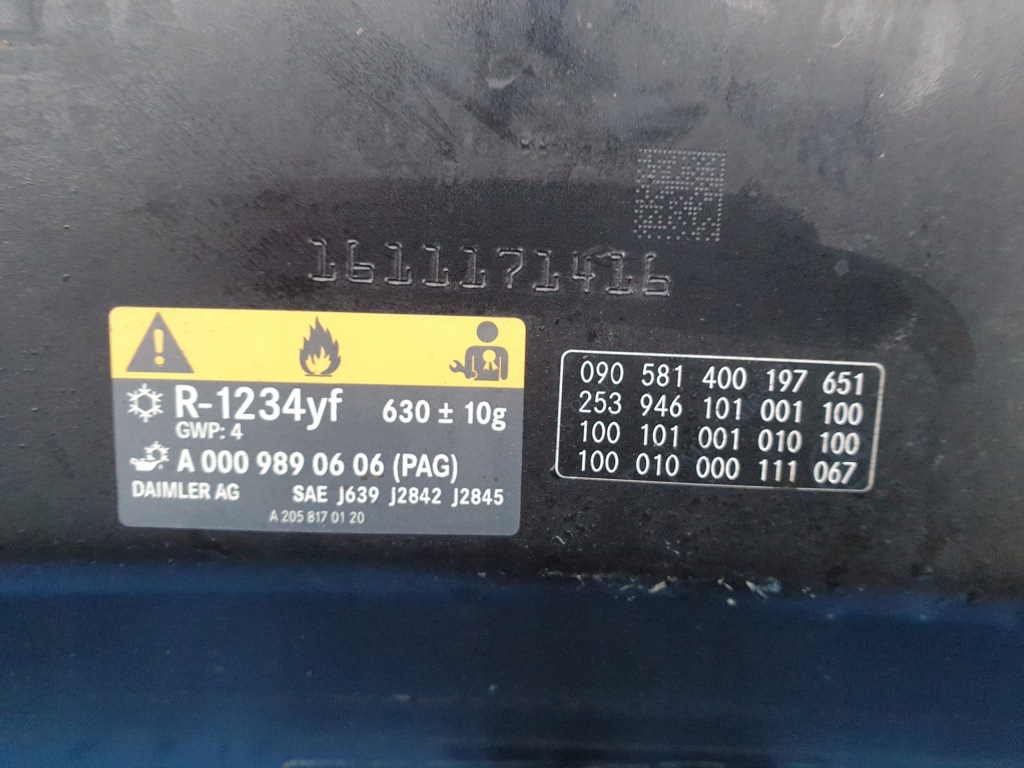 1611171416
R-1234yf 630 ± 10g
GWP: 4
A 000 989 06 06 (PAG)
DAIMLER AG SAE J639 J2842 J2845
A 205 817 01 20
090 581 400 197 651
253 946 101 001 100
100 101 001 010 100
100 010 000 111 067